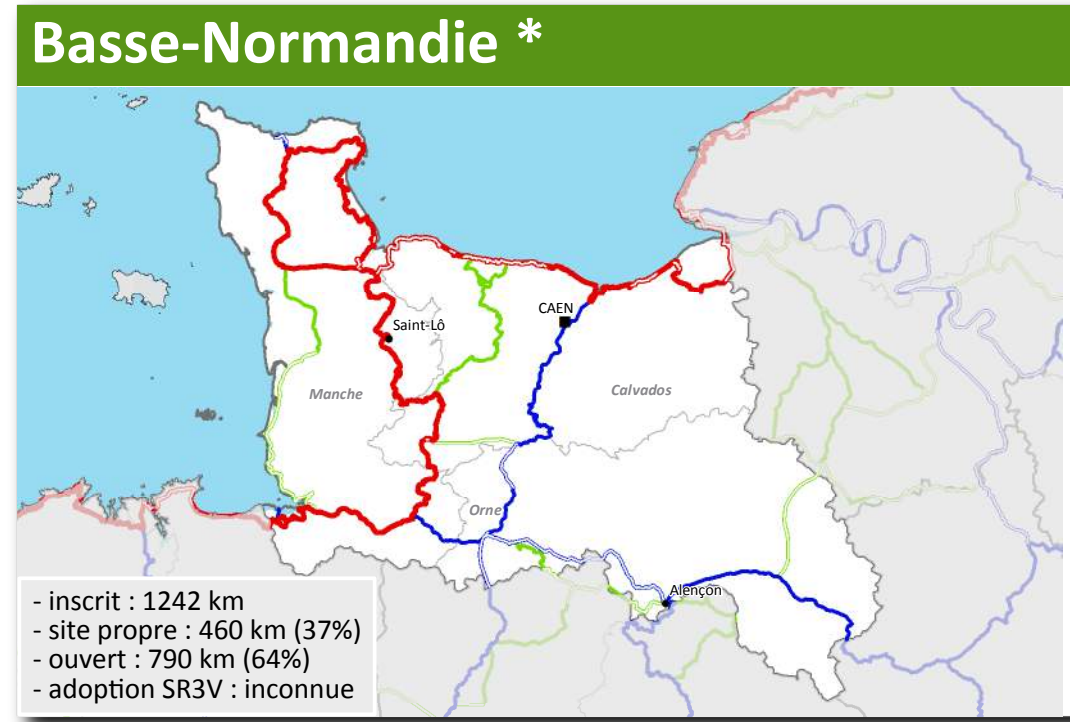 Basse-Normandie *
CAEN
Saint-Lô
Manche
Calvados
Orne
Alençon
- inscrit : 1242 km
- site propre : 460 km (37%)
- ouvert : 790 km (64%)
- adoption SR3V : inconnue